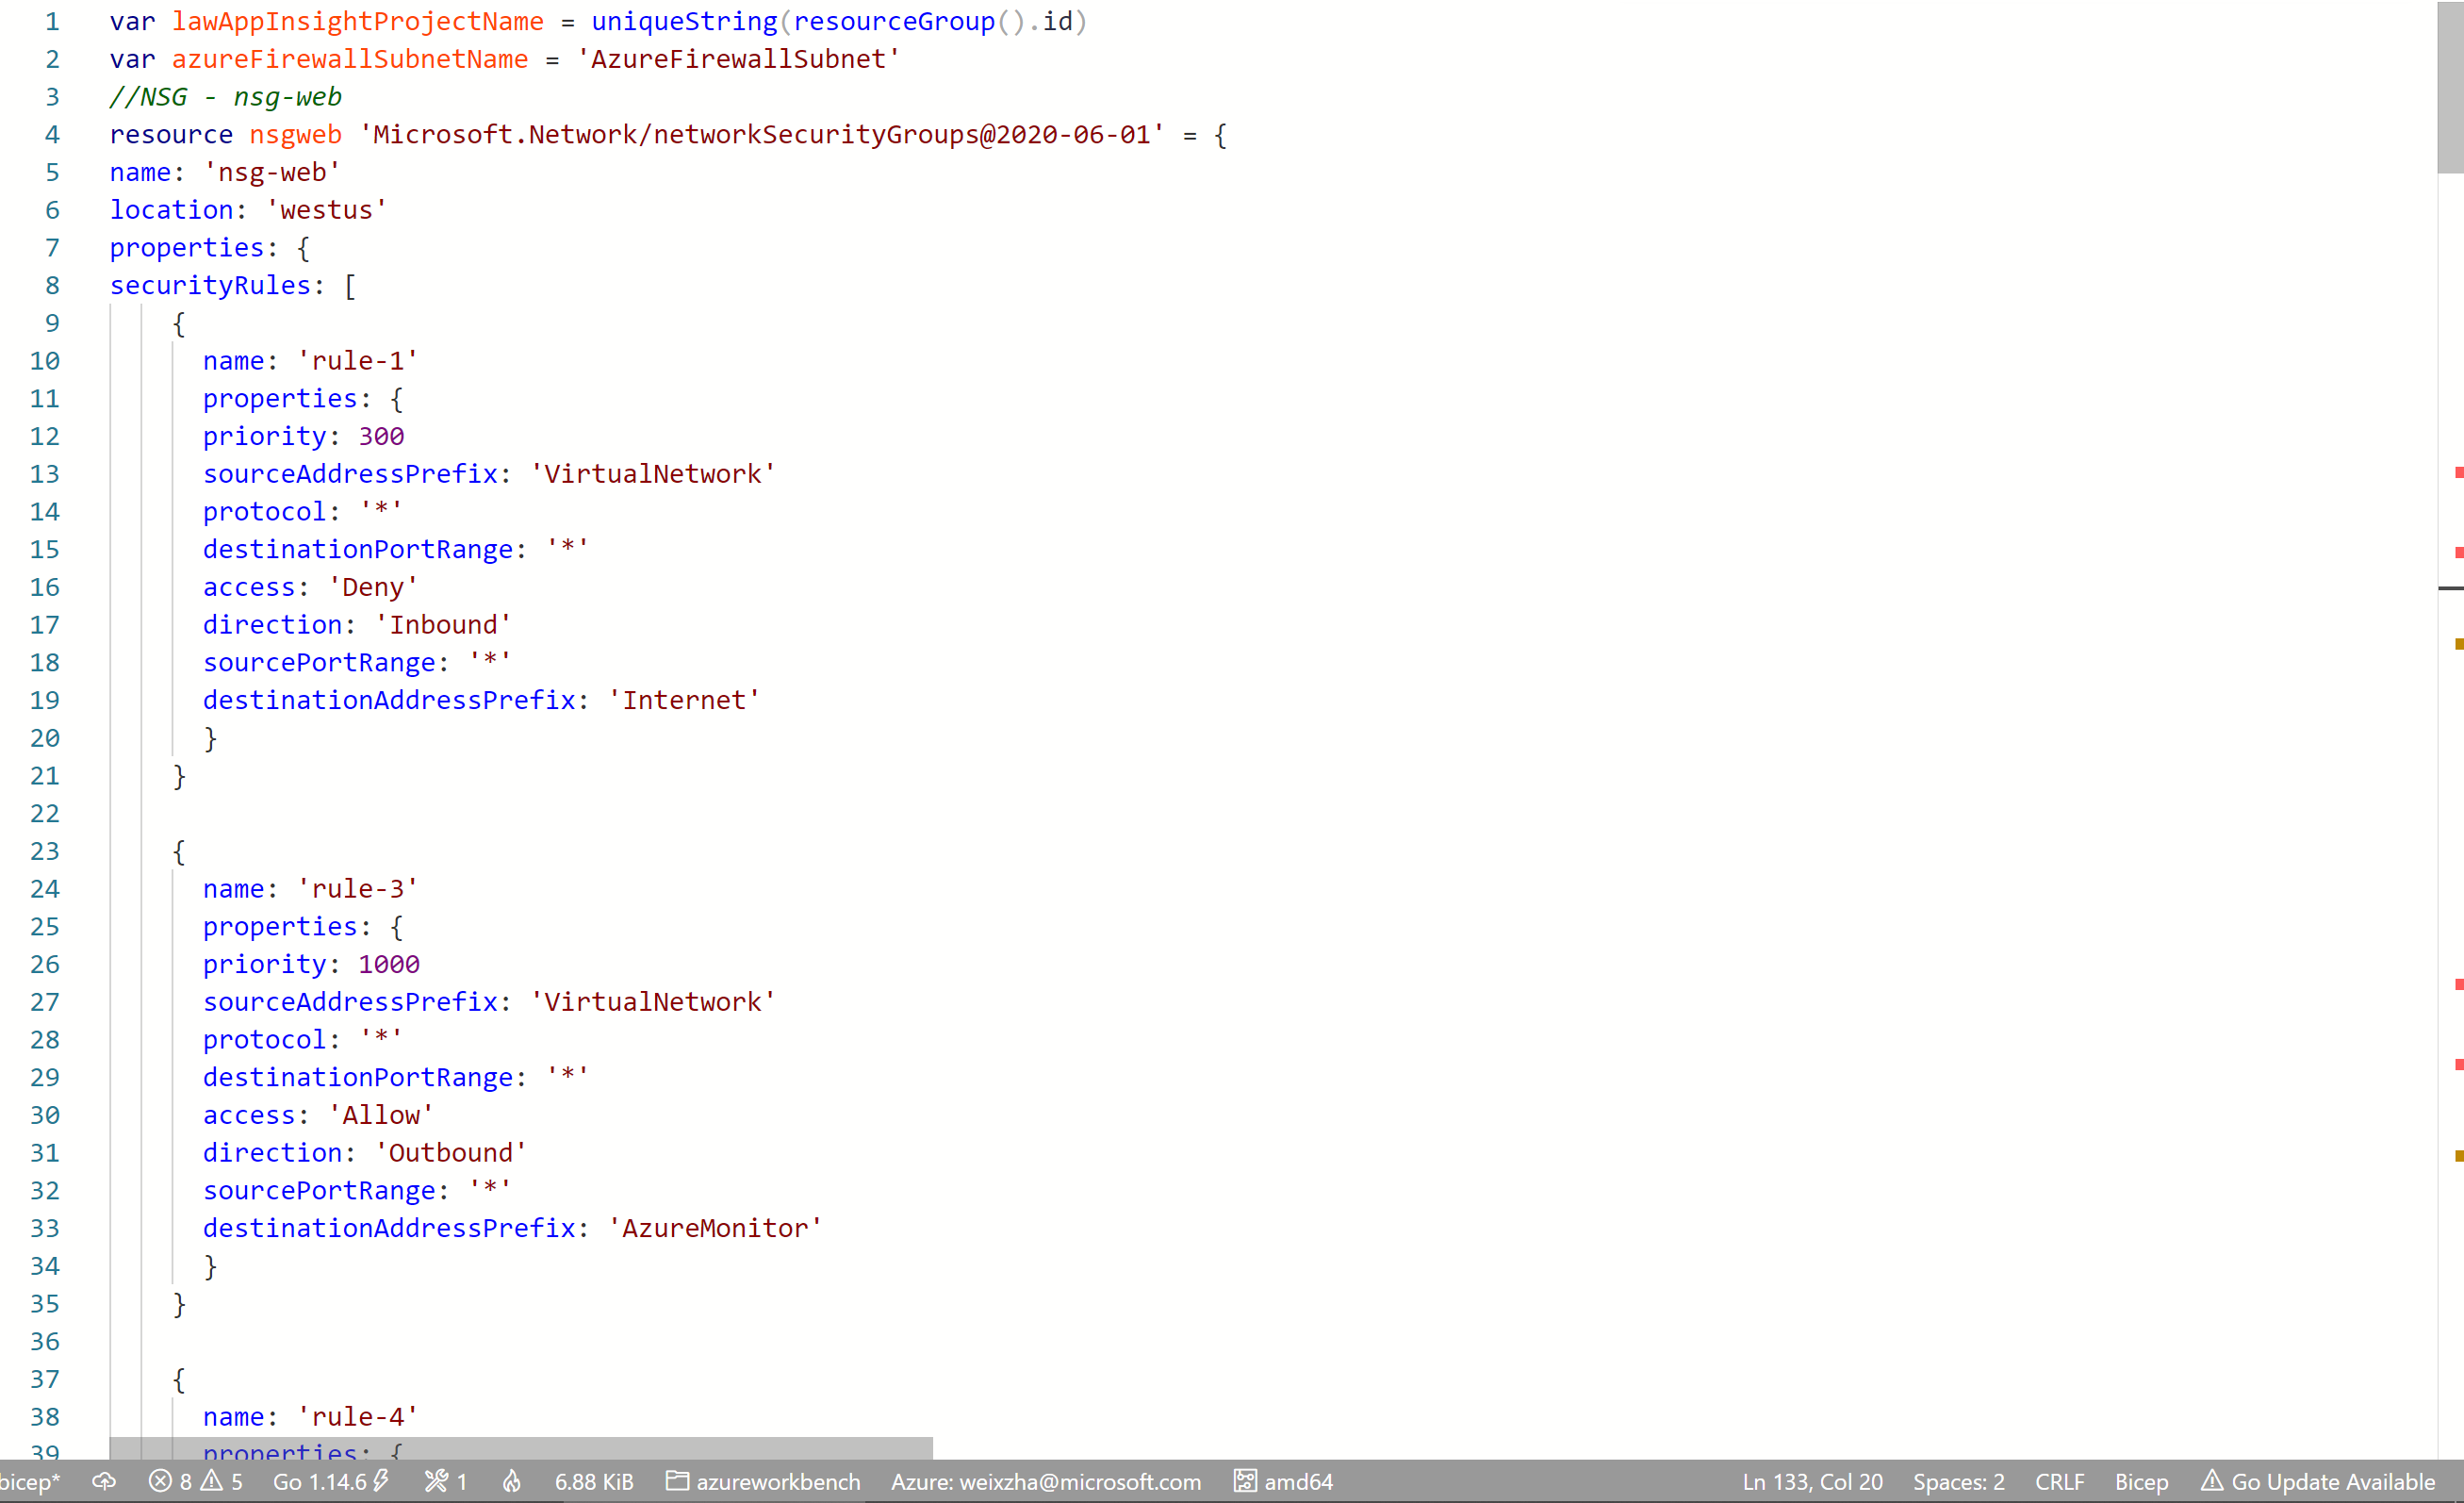 1 var lawAppInsightProjectName = uniqueString(resourceGroup().id)
2 var azureFirewallSubnetName = 'AzureFirewallSubnet'
3 //NSG - nsg-web
4 resource nsgweb 'Microsoft.Network/networkSecurityGroups@2020-06-01' = {
5 name: 'nsg-web'
6 location: 'westus'
7 properties: {
8 securityRules: [
9 {
10 name: 'rule-1'
11 properties: {
12 priority: 300
13 sourceAddressPrefix: 'VirtualNetwork'
14 protocol: '*'
15 destinationPortRange: '*'
16 access: 'Deny'
17 direction: 'Inbound'
18 sourcePortRange: '*'
19 destinationAddressPrefix: 'Internet'
20 }
21 }
22
23 {
24 name: 'rule-3'
25 properties: {
26 priority: 1000
27 sourceAddressPrefix: 'VirtualNetwork'
28 protocol: '*'
29 destinationPortRange: '*'
30 access: 'Allow'
31 direction: 'Outbound'
32 sourcePortRange: '*'
33 destinationAddressPrefix: 'AzureMonitor'
34 }
35 }
36
37 {
38 name: 'rule-4'
39 properties: {
bicep* 8 5 Go 1.14.6 1 6.88 KiB azureworkbench Azure: weixzha@microsoft.com amd64 Ln 133, Col 20 Spaces: 2 CRLF Bicep Go Update Available